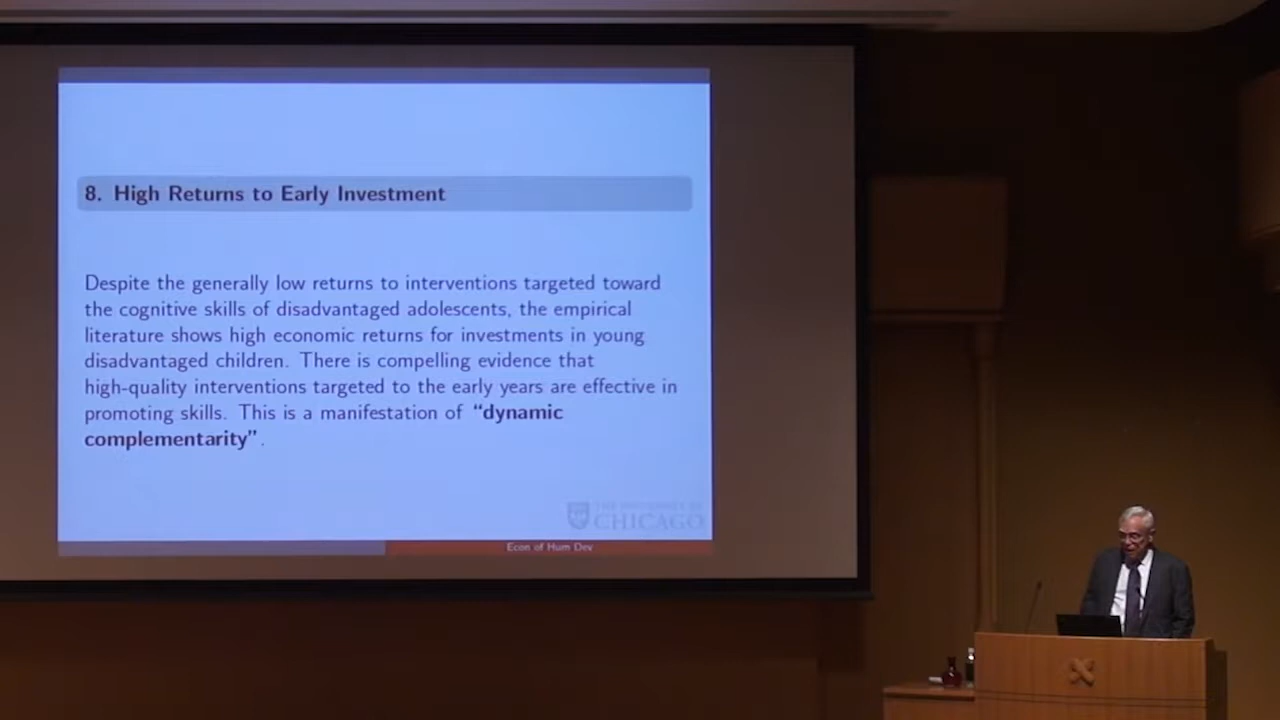 8. High Returns to Early Investment
Despite the generally low returns to interventions targeted toward
the cognitive skills of disadvantaged adolescents, the empirical
literature shows high economic returns for investments in young
disadvantaged children. There is compelling evidence that
high-quality interventions targeted to the early years are effective in
promoting skills. This is a manifestation of “dynamic
complementarity”.
THE UNIVERSITY OF
CHICAGO
Econ of Hum Dev